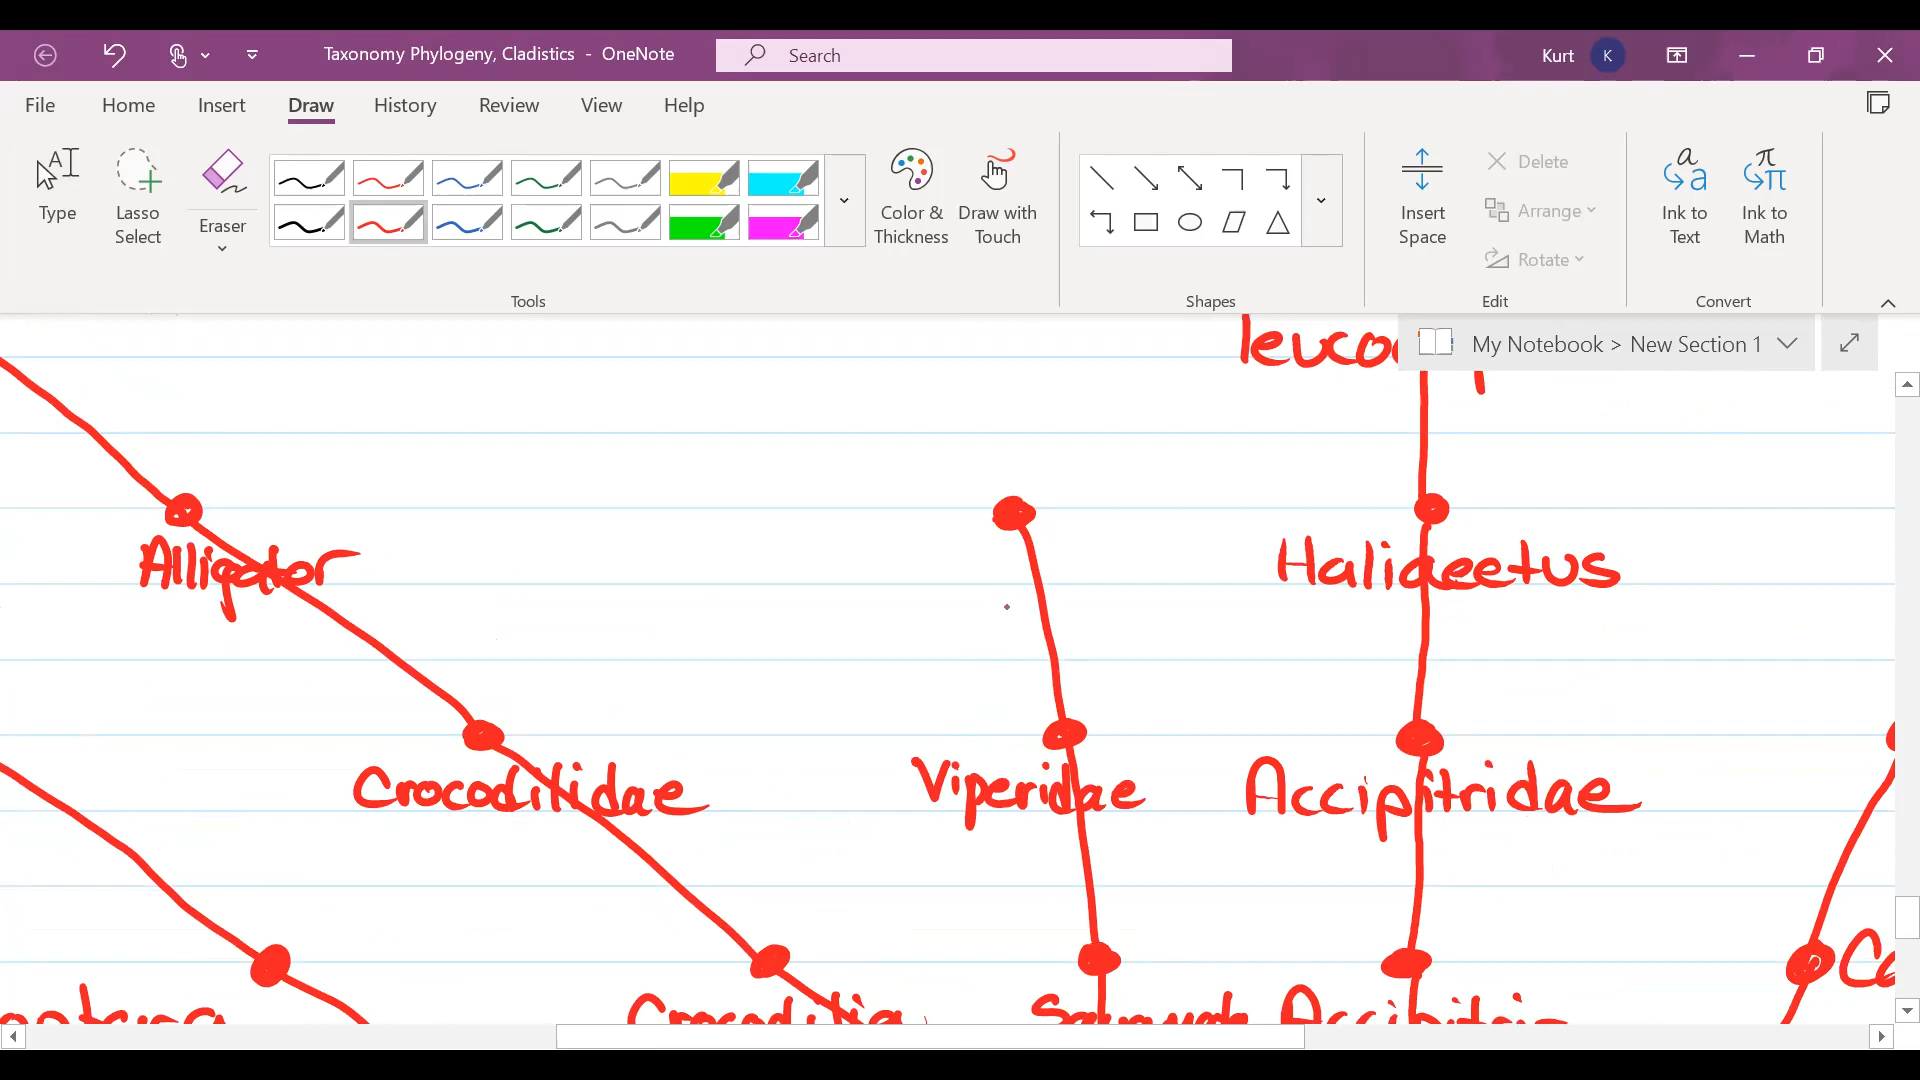 Taxonomy Phylogeny, Cladistics - OneNote
Search
Kurt
K
File Home Insert Draw History Review View Help
Type
Lasso Select
Eraser
Color & Thickness
Draw with Touch
Insert Space
Delete
Arrange
Rotate
Ink to Text
Ink to Math
Tools
Shapes
Edit
Convert
My Notebook > New Section 1
Alligator
Haliaeetus
Crocodilidae
Viperidae
Accipitridae
Crocodilia